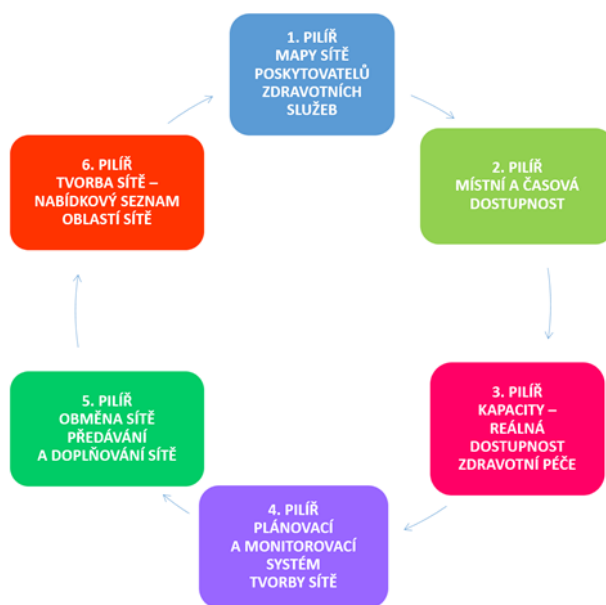 1. PILÍŘ
MAPY SÍTĚ
POSKYTOVATELŮ
ZDRAVOTNÍCH
SLUŽEB
2. PILÍŘ
MÍSTNÍ A ČASOVÁ
DOSTUPNOST
3. PILÍŘ
KAPACITY –
REÁLNÁ
DOSTUPNOST
ZDRAVOTNÍ PÉČE
4. PILÍŘ
PLÁNOVACÍ
A MONITOROVACÍ
SYSTÉM
TVORBY SÍTĚ
5. PILÍŘ
OBMĚNA SÍTĚ
PŘEDÁVÁNÍ
A DOPLŇOVÁNÍ SÍTĚ
6. PILÍŘ
TVORBA SÍTĚ –
NABÍDKOVÝ SEZNAM
OBLASTÍ SÍTĚ